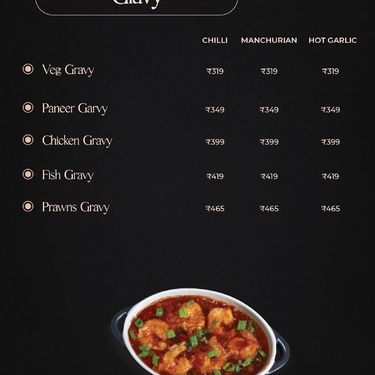 Gravy
CHILLI MANCHURIAN HOT GARLIC
Veg Gravy ₹319 ₹319 ₹319
Paneer Garvy ₹349 ₹349 ₹349
Chicken Gravy ₹399 ₹399 ₹399
Fish Gravy ₹419 ₹419 ₹419
Prawns Gravy ₹465 ₹465 ₹465